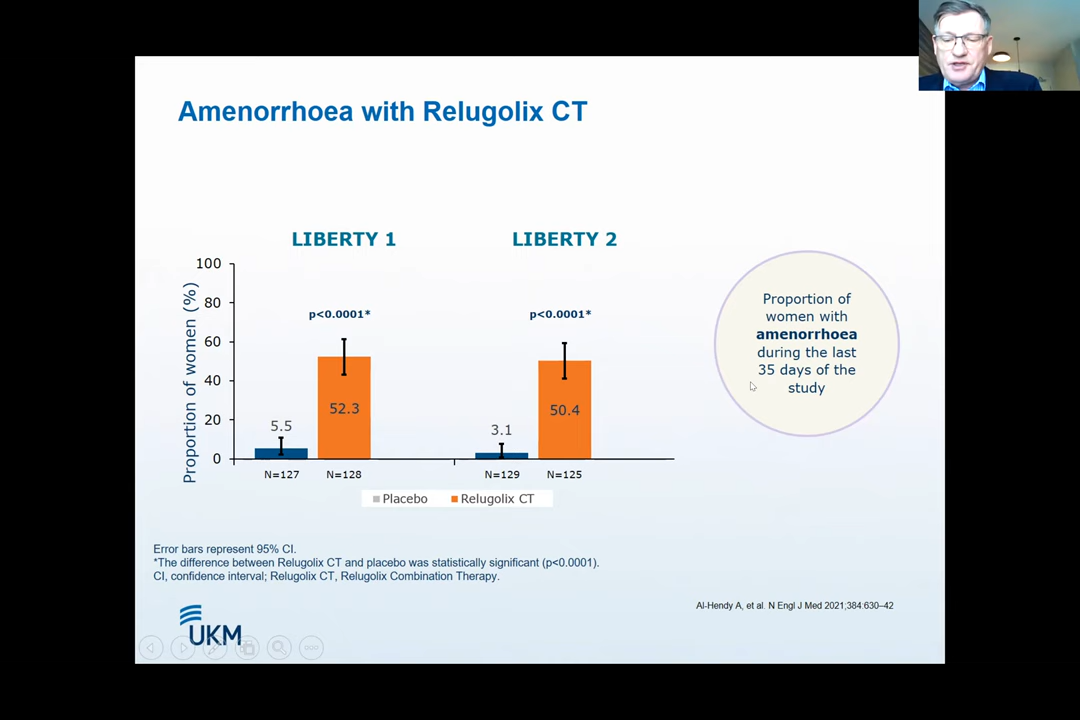 Amenorrhoea with Relugolix CT
LIBERTY 1
LIBERTY 2
Proportion of women (%)
100
80
60
40
20
0
p<0.0001*
p<0.0001*
5.5
52.3
3.1
50.4
N=127
N=128
N=129
N=125
Placebo
Relugolix CT
Proportion of
women with
amenorrhoea
during the last
35 days of the
study
Error bars represent 95% CI.
*The difference between Relugolix CT and placebo was statistically significant (p<0.0001).
CI, confidence interval; Relugolix CT, Relugolix Combination Therapy.
Al-Hendy A, et al. N Engl J Med 2021;384:630–42
UKM